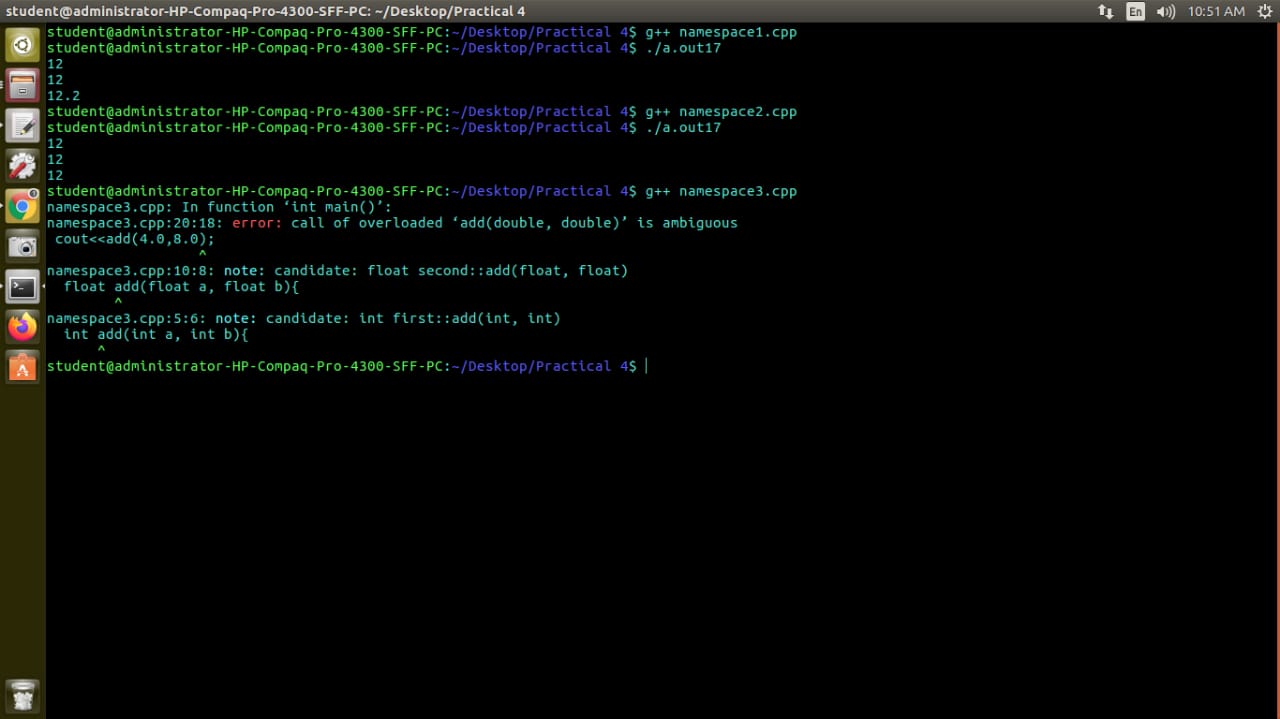 student@administrator-HP-Compaq-Pro-4300-SFF-PC: ~/Desktop/Practical 4
En
10:51 AM
student@administrator-HP-Compaq-Pro-4300-SFF-PC:~/Desktop/Practical 4$ g++ namespace1.cpp
student@administrator-HP-Compaq-Pro-4300-SFF-PC:~/Desktop/Practical 4$ ./a.out17
12
12
12.2
student@administrator-HP-Compaq-Pro-4300-SFF-PC:~/Desktop/Practical 4$ g++ namespace2.cpp
student@administrator-HP-Compaq-Pro-4300-SFF-PC:~/Desktop/Practical 4$ ./a.out17
12
12
12
student@administrator-HP-Compaq-Pro-4300-SFF-PC:~/Desktop/Practical 4$ g++ namespace3.cpp
namespace3.cpp: In function ‘int main()’:
namespace3.cpp:20:18: error: call of overloaded ‘add(double, double)’ is ambiguous
 cout<<add(4.0,8.0);
                  ^
namespace3.cpp:10:8: note: candidate: float second::add(float, float)
  float add(float a, float b){
        ^
namespace3.cpp:5:6: note: candidate: int first::add(int, int)
  int add(int a, int b){
      ^
student@administrator-HP-Compaq-Pro-4300-SFF-PC:~/Desktop/Practical 4$